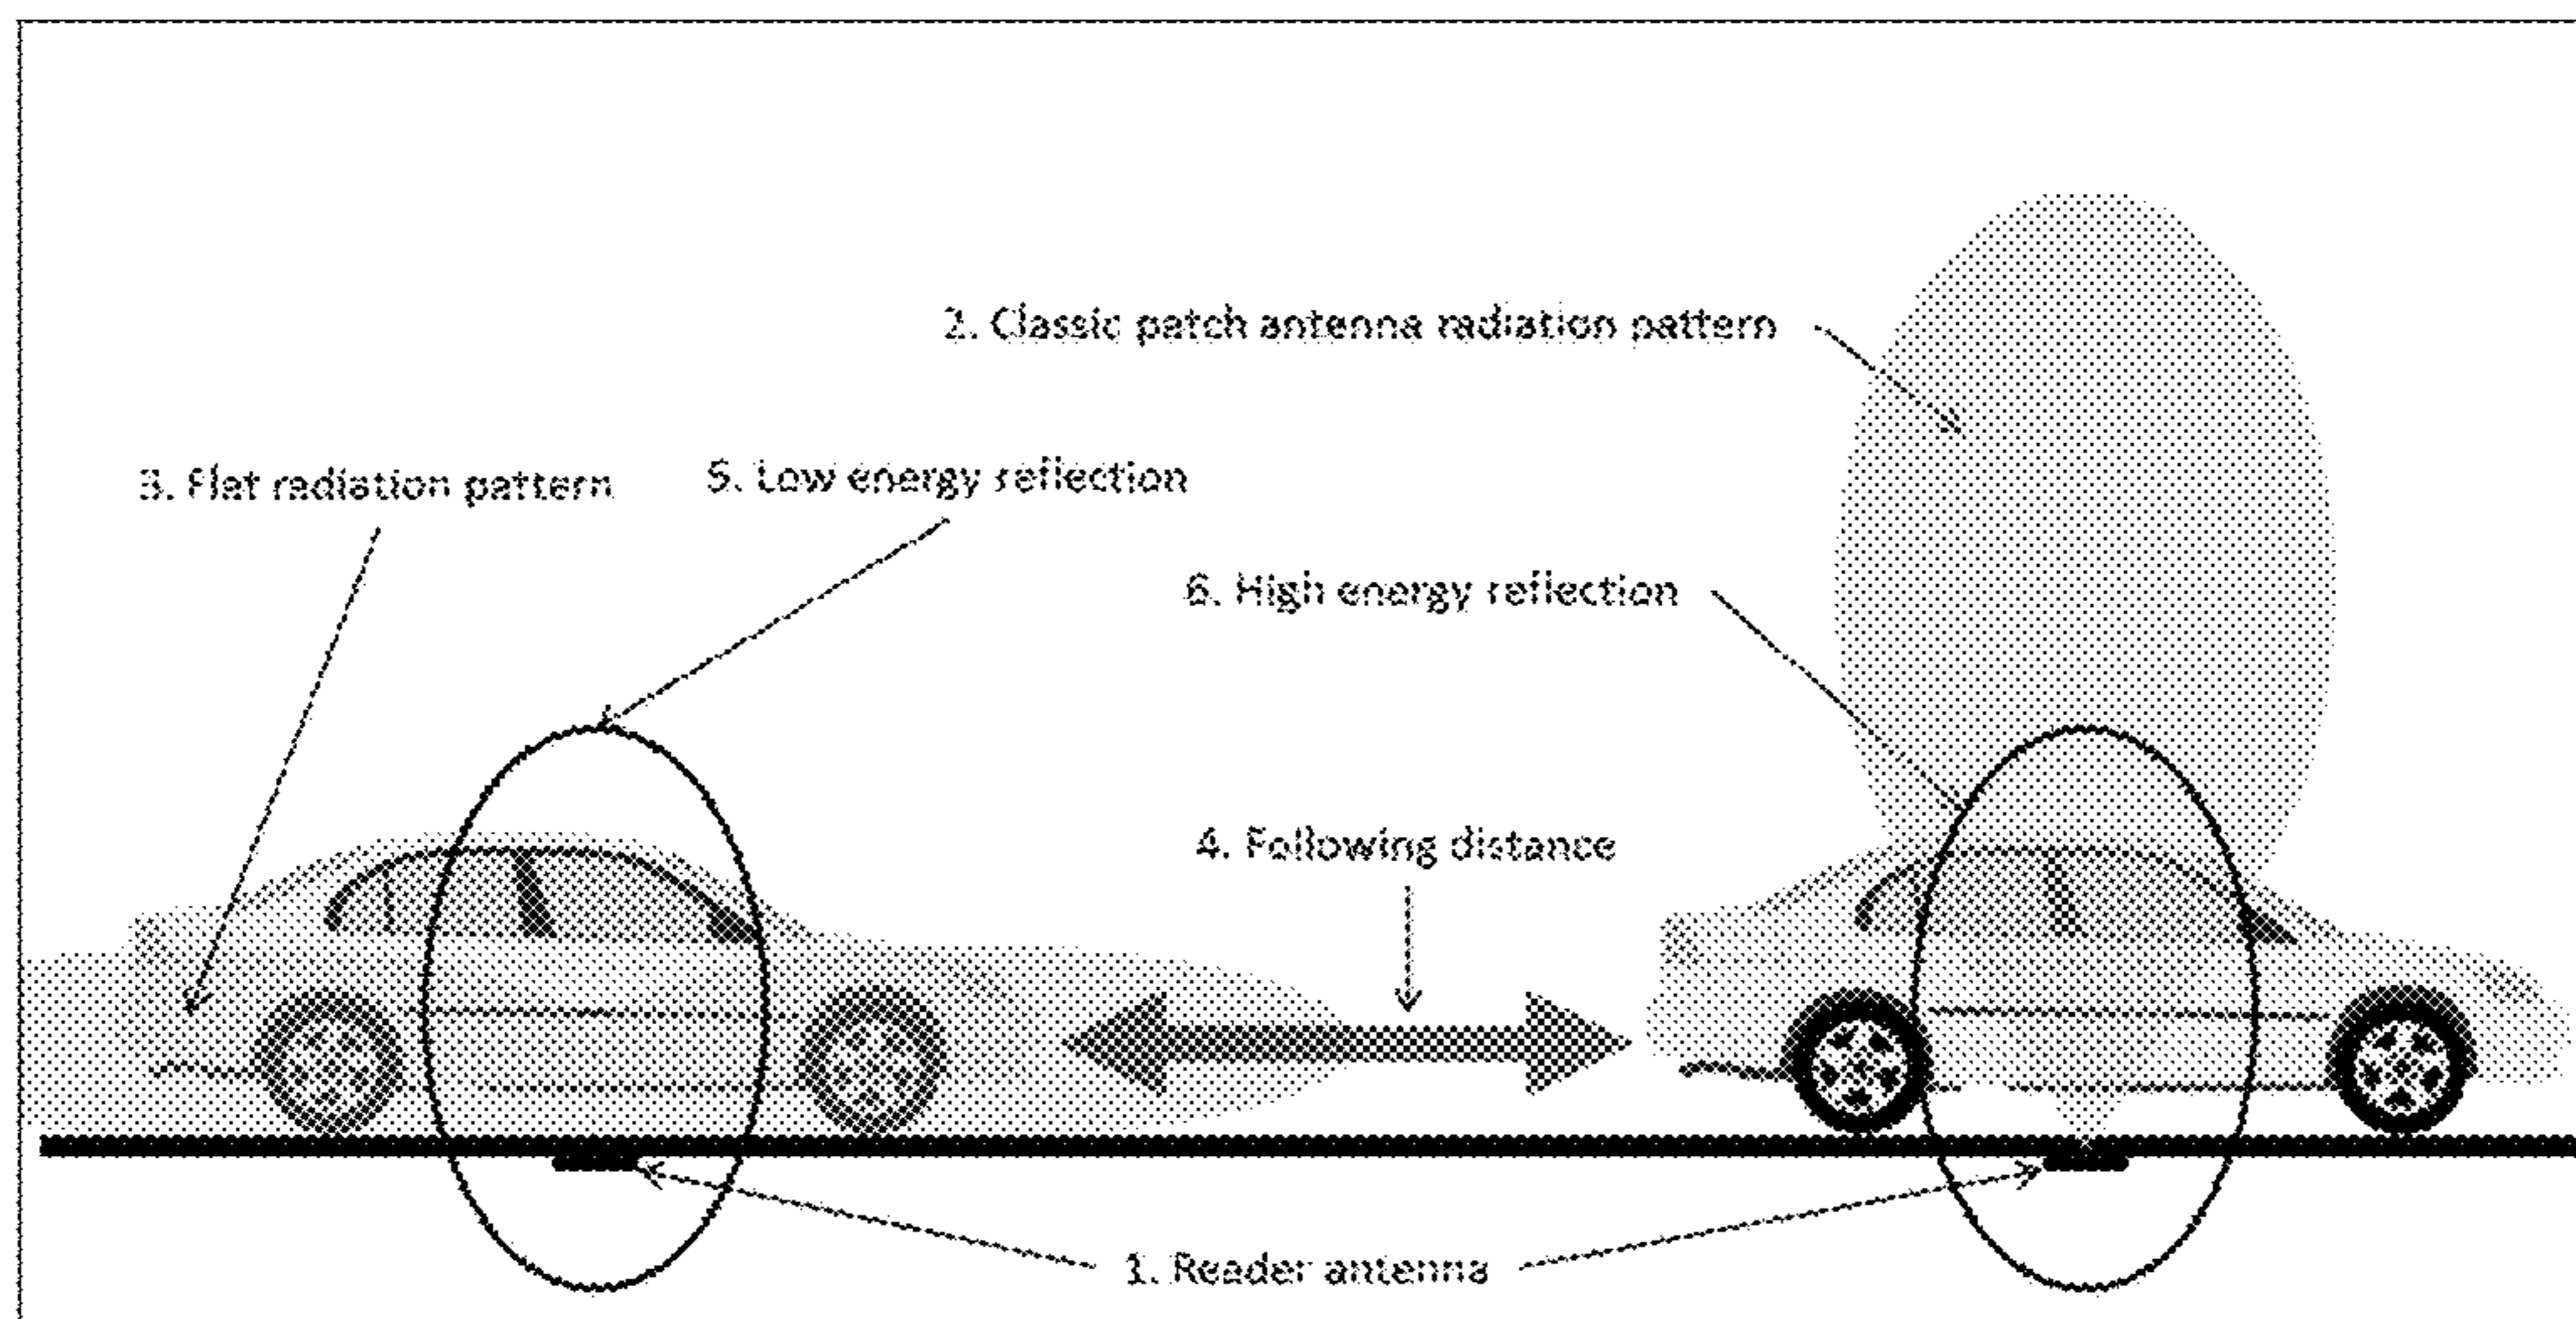 2. Classic patch antenna radiation pattern
3. Flat radiation pattern
5. Low energy reflection
6. High energy reflection
4. Following distance
1. Reader antenna